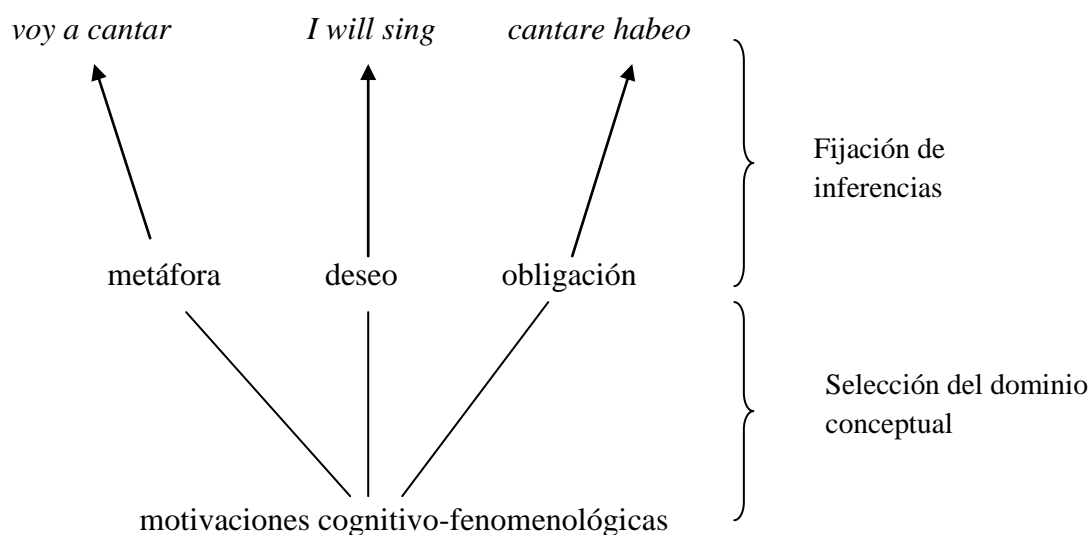 voy a cantar I will sing cantare habeo
Fijación de
inferencias
metáfora deseo obligación
Selección del dominio
conceptual
motivaciones cognitivo-fenomenológicas